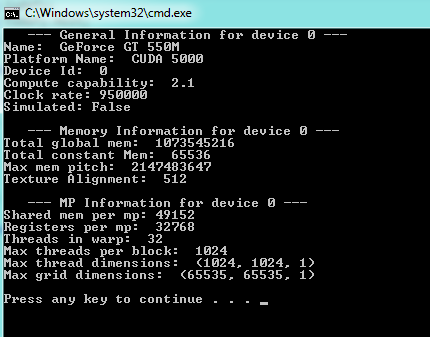 C:\Windows\system32\cmd.exe
--- General Information for device 0 ---
Name:  GeForce GT 550M
Platform Name:  CUDA 5000
Device Id:  0
Compute capability:  2.1
Clock rate: 950000
Simulated: False
--- Memory Information for device 0 ---
Total global mem:  1073545216
Total constant Mem:  65536
Max mem pitch:  2147483647
Texture Alignment:  512
--- MP Information for device 0 ---
Shared mem per mp: 49152
Registers per mp:  32768
Threads in warp:  32
Max threads per block:  1024
Max thread dimensions:  (1024, 1024, 1)
Max grid dimensions:  (65535, 65535, 1)
Press any key to continue . . . _